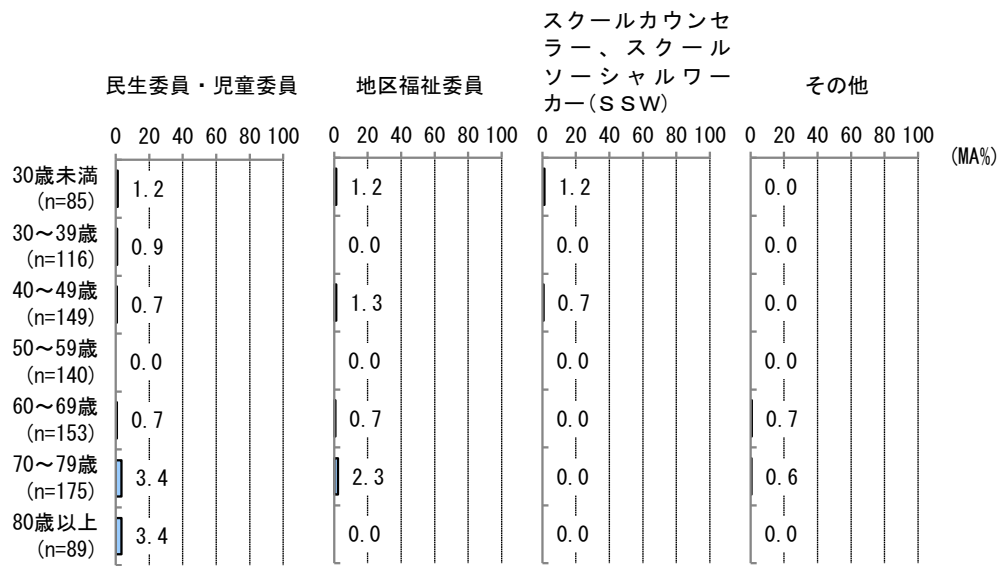 スクールカウンセ
ラー、スクール
ソーシャルワー
カー(ＳＳＷ)
民生委員・児童委員 地区福祉委員 その他
0 20 40 60 80 100 0 20 40 60 80 100 0 20 40 60 80 100 0 20 40 60 80 100
(MA%)
30歳未満
(n=85) 1.2 1.2 1.2 0.0
30～39歳
(n=116) 0.9 0.0 0.0 0.0
40～49歳
(n=149) 0.7 1.3 0.7 0.0
50～59歳
(n=140) 0.0 0.0 0.0 0.0
60～69歳
(n=153) 0.7 0.7 0.0 0.7
70～79歳
(n=175) 3.4 2.3 0.0 0.6
80歳以上
(n=89) 3.4 0.0 0.0 0.0